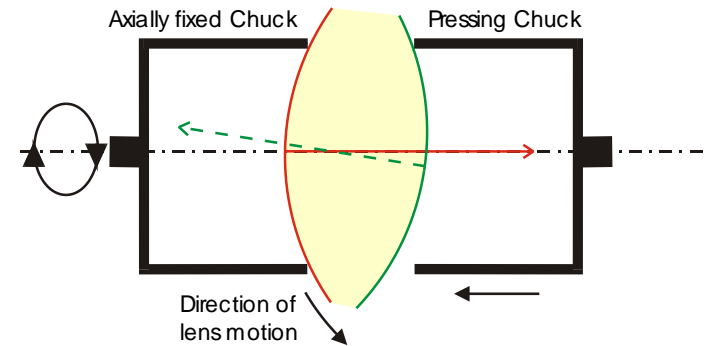 Axially fixed Chuck
Pressing Chuck
Direction of
lens motion